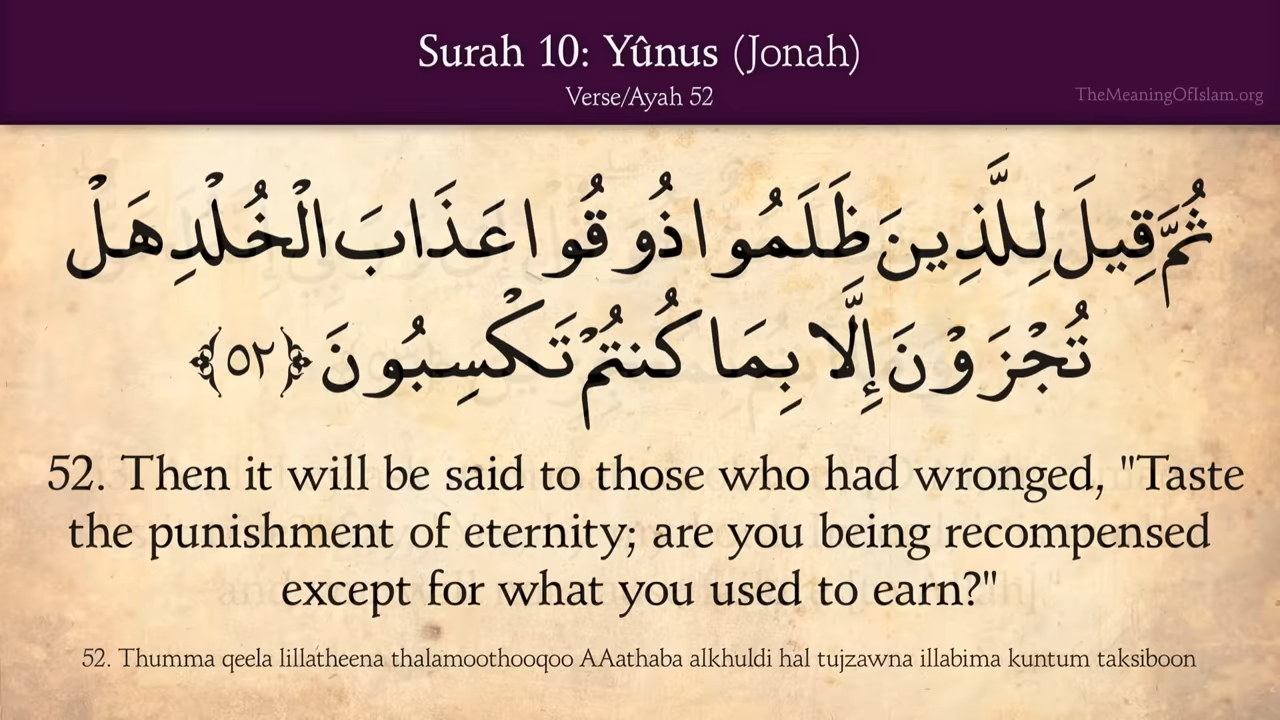 Surah 10: Yûnus (Jonah)
Verse/Ayah 52
TheMeaningOfIslam.org
ثُمَّ قِيلَ لِلَّذِينَ ظَلَمُوا ذُوقُوا عَذَابَ الْخُلْدِ هَلْ
تُجْزَوْنَ إِلَّا بِمَا كُنتُمْ تَكْسِبُونَ ﴿٥٢﴾
52. Then it will be said to those who had wronged, "Taste
the punishment of eternity; are you being recompensed
except for what you used to earn?"
52. Thumma qeela lillatheena thalamoothooqoo AAathaba alkhuldi hal tujzawna illabima kuntum taksiboon